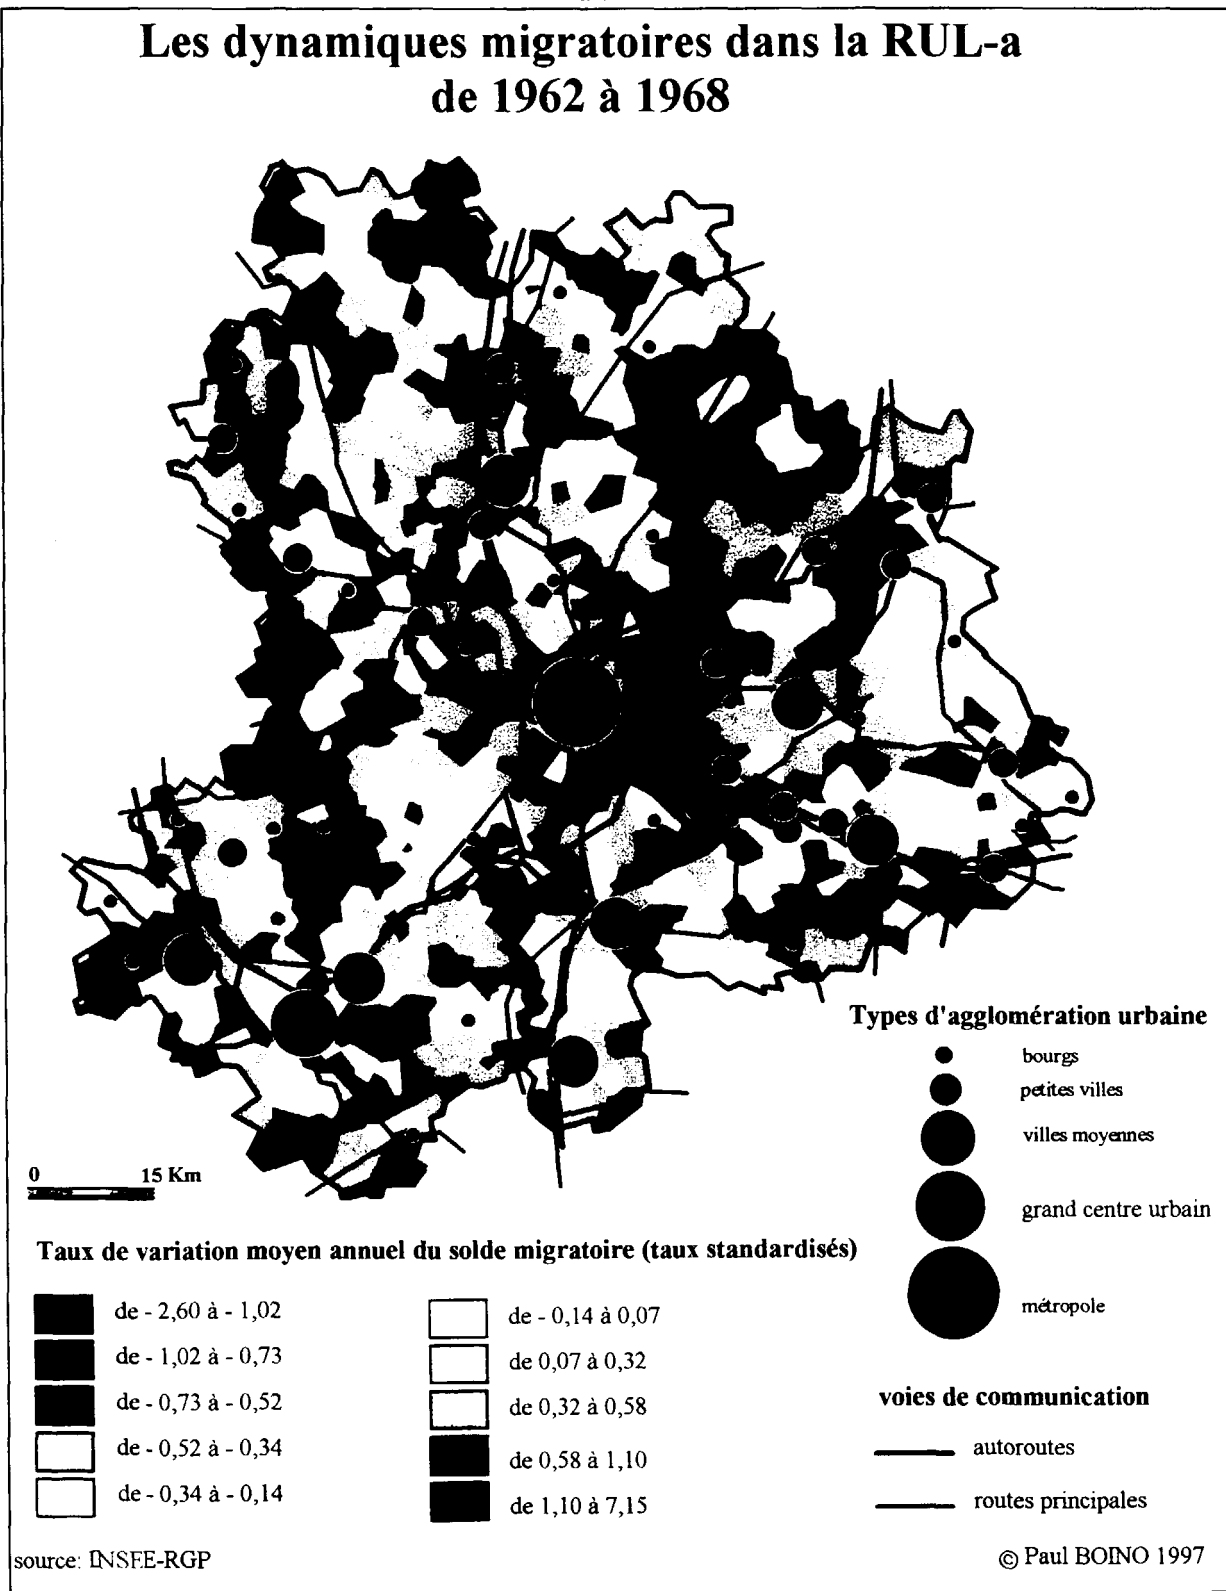 Les dynamiques migratoires dans la RUL-a
de 1962 à 1968
Types d'agglomération urbaine
bourgs
petites villes
villes moyennes
grand centre urbain
métropole
0 15 Km
Taux de variation moyen annuel du solde migratoire (taux standardisés)
de - 2,60 à - 1,02
de - 1,02 à - 0,73
de - 0,73 à - 0,52
de - 0,52 à - 0,34
de - 0,34 à - 0,14
de - 0,14 à 0,07
de 0,07 à 0,32
de 0,32 à 0,58
de 0,58 à 1,10
de 1,10 à 7,15
voies de communication
autoroutes
routes principales
source: INSEE-RGP
© Paul BOINO 1997